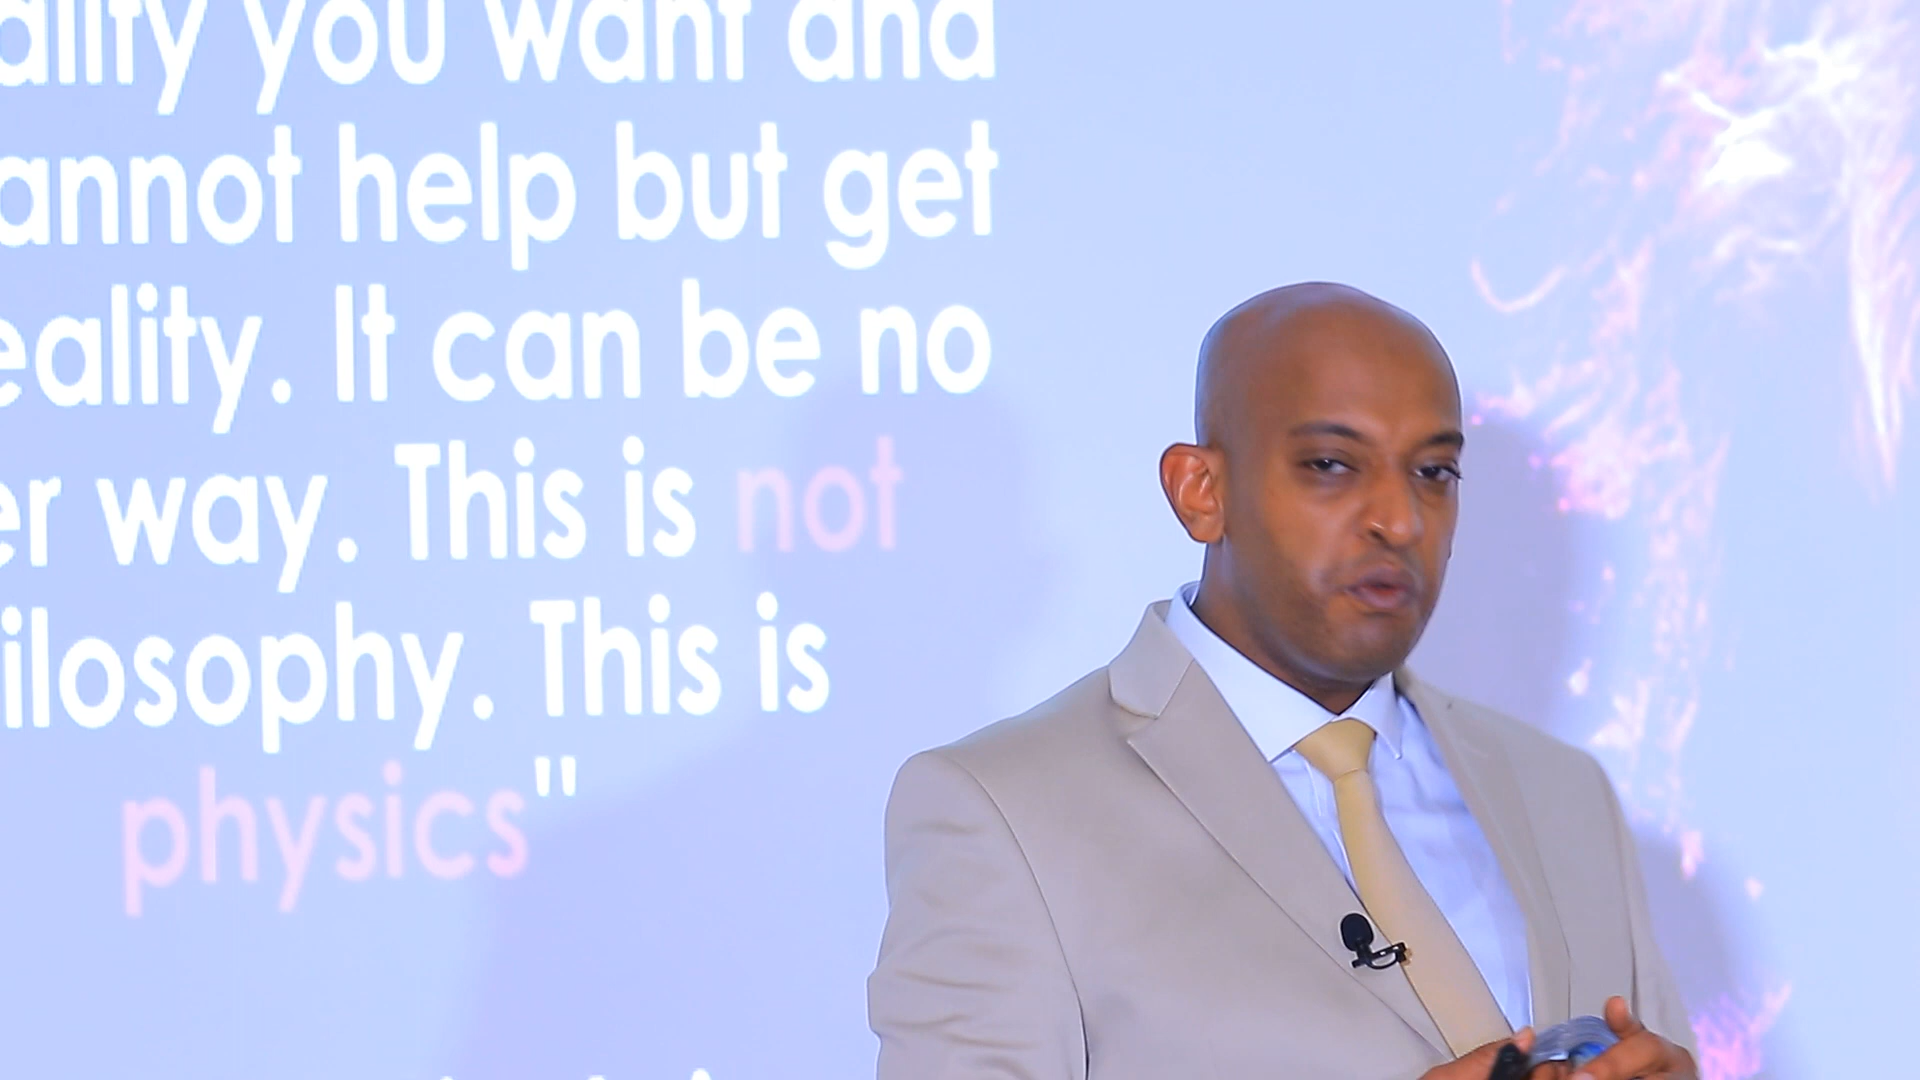 ality you want and
annot help but get
eality. It can be no
er way. This is not
ilosophy. This is
physics"